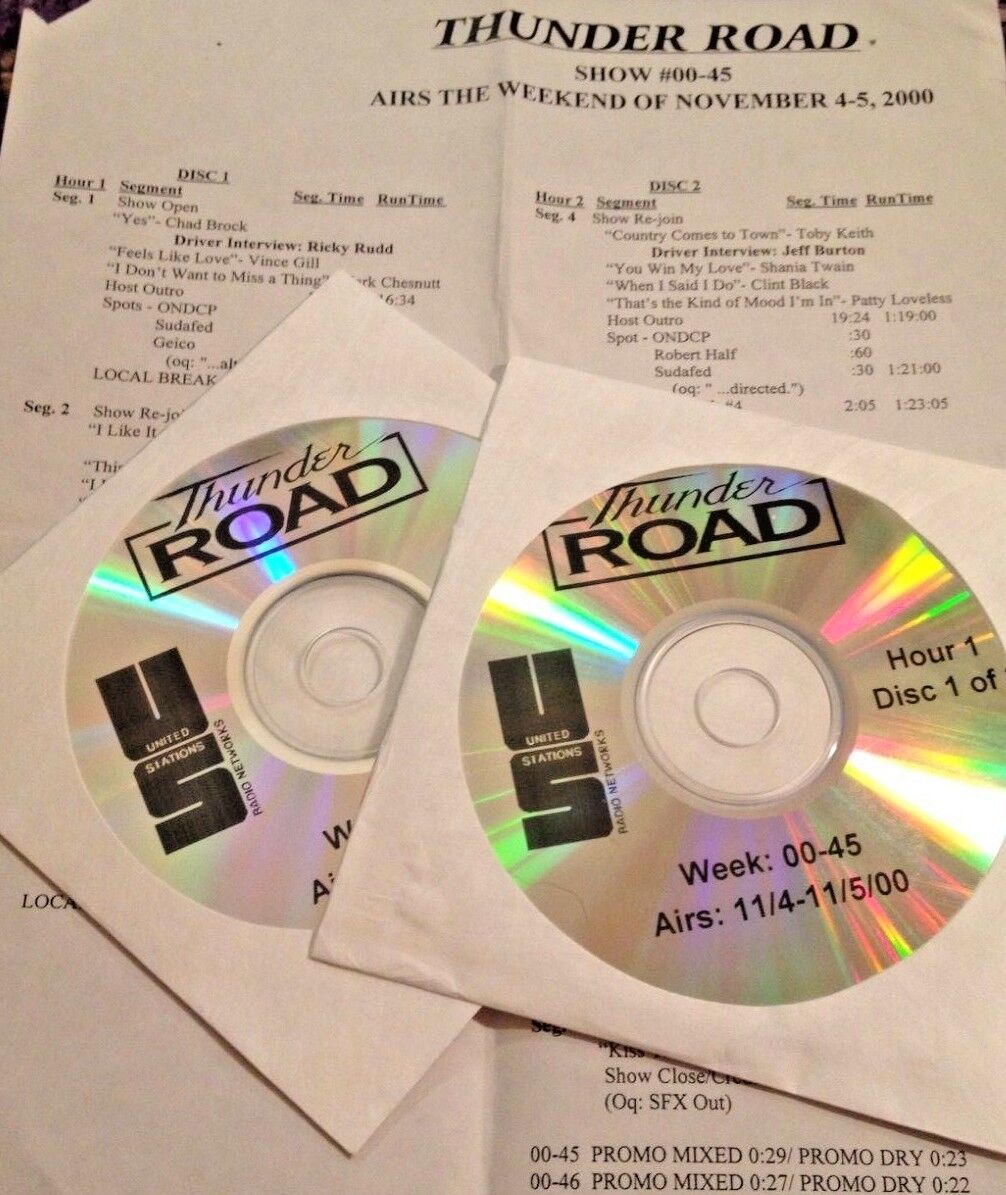 THUNDER ROAD
SHOW #00-45
AIRS THE WEEKEND OF NOVEMBER 4-5, 2000
DISC 1
Hour 1 Segment Seg. Time RunTime
Seg. 1 Show Open
"Yes"- Chad Brock
Driver Interview: Ricky Rudd
"Feels Like Love"- Vince Gill
"I Don't Want to Miss a Thing" Chesnutt
Host Outro 16:34
Spots - ONDCP
Sudafed
Geico
(oq: "...
LOCAL BREAK
Seg. 2 Show
"I Like It
LOCA
DISC 2
Hour 2 Segment Seg. Time RunTime
Seg. 4 Show Re-join
"Country Comes to Town"- Toby Keith
Driver Interview: Jeff Burton
"You Win My Love"- Shania Twain
"When I Said I Do"- Clint Black
"That's the Kind of Mood I'm In"- Patty Loveless
Host Outro 19:24 1:19:00
Spot - ONDCP :30
Robert Half :60
Sudafed :30 1:21:00
(oq: " ...directed.")
#4 2:05 1:23:05
Thunder
ROAD
UNITED
STATIONS
RADIO NETWORKS
US
W
Thunder
ROAD
UNITED
STATIONS
RADIO NETWORKS
US
Hour 1
Disc 1 of
Week: 00-45
Airs: 11/4-11/5/00
Seg.
"Kiss
Show Close/
(Oq: SFX Out)
00-45 PROMO MIXED 0:29/ PROMO DRY 0:23
00-46 PROMO MIXED 0:27/ PROMO DRY 0:22